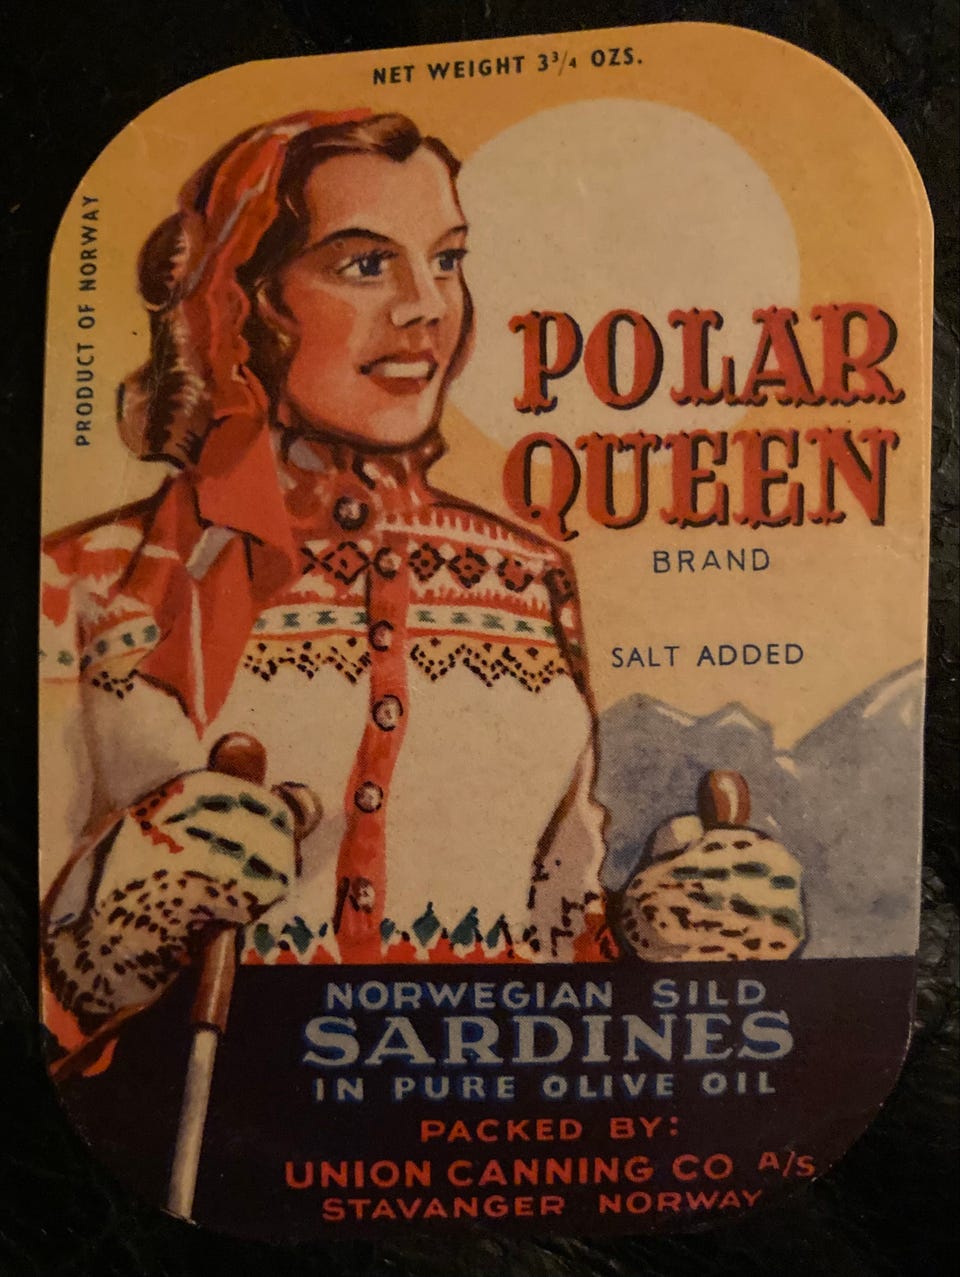 NET WEIGHT 3¾ OZS.
PRODUCT OF NORWAY
POLAR
QUEEN
BRAND
SALT ADDED
NORWEGIAN SILD
SARDINES
IN PURE OLIVE OIL
PACKED BY:
UNION CANNING CO A/S
STAVANGER NORWAY